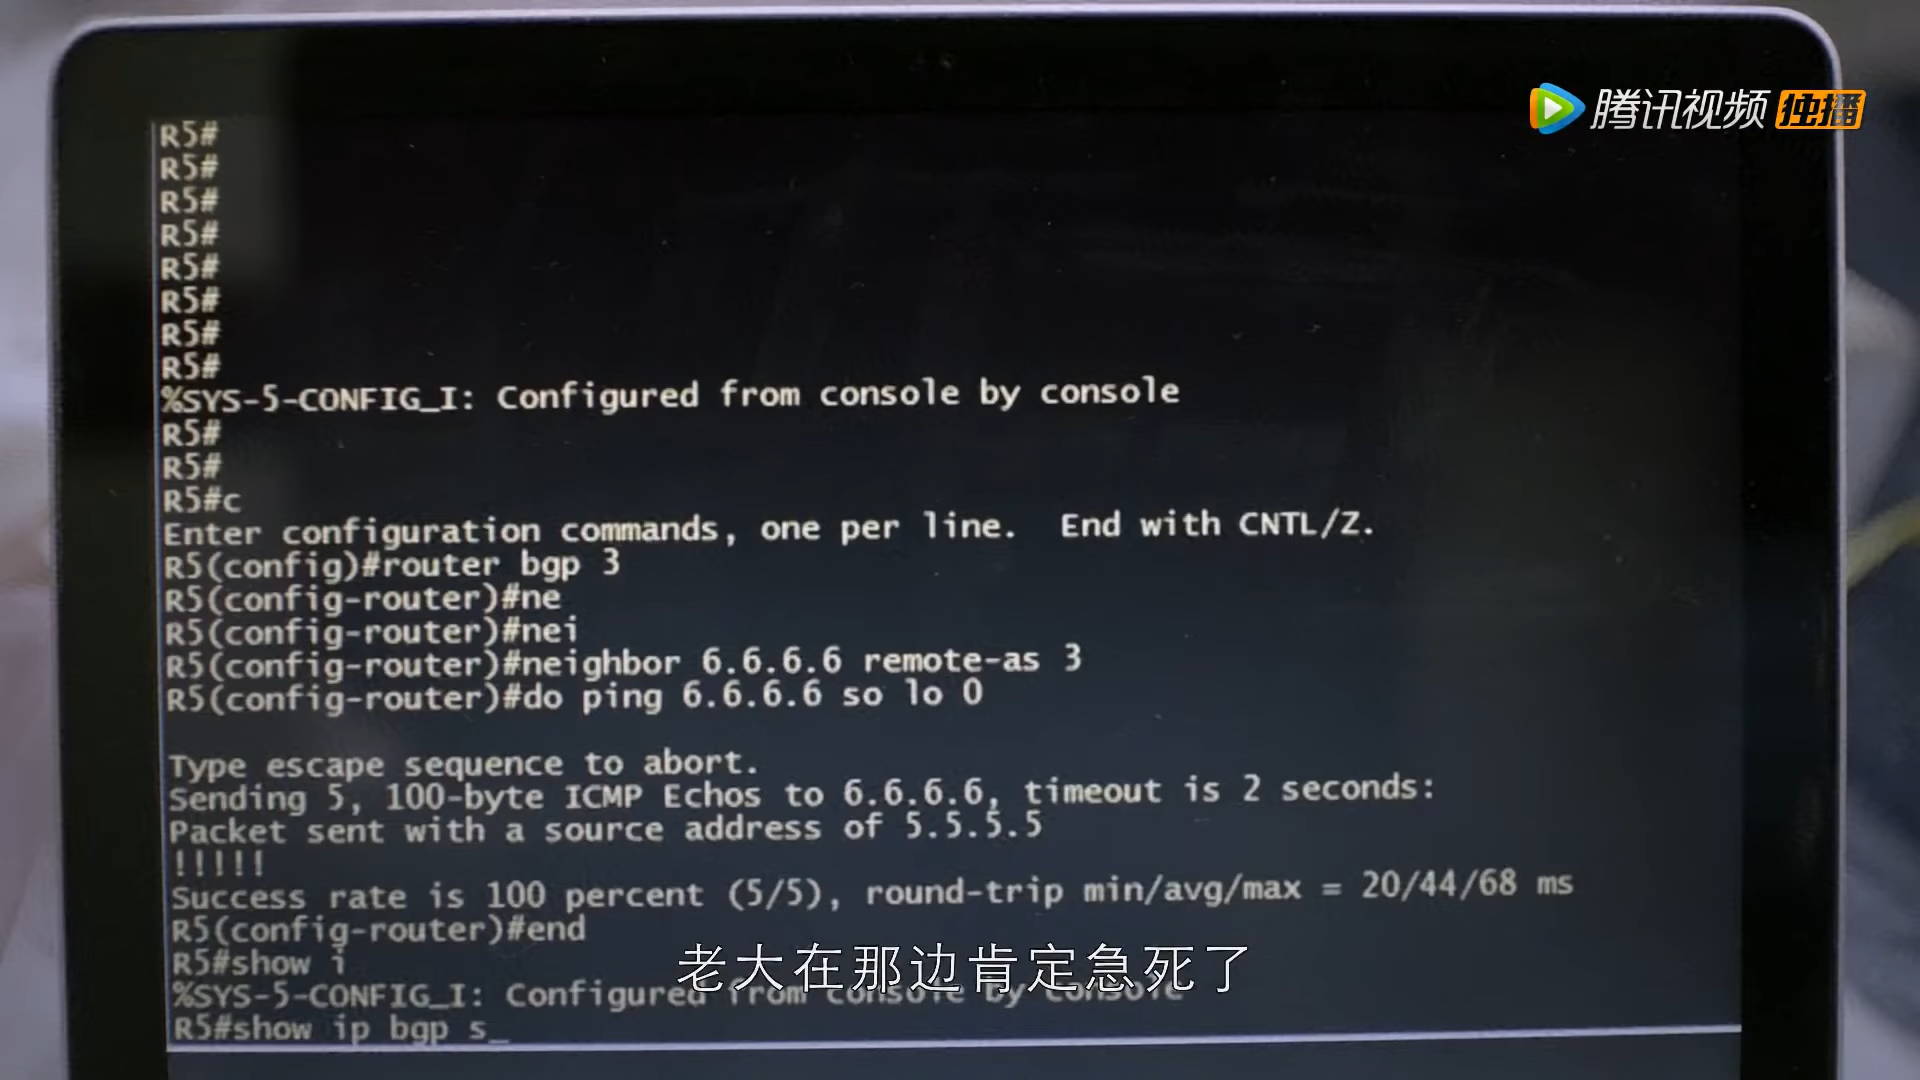 腾讯视频 独播
R5#
R5#
R5#
R5#
R5#
R5#
R5#
R5#
%SYS-5-CONFIG_I: Configured from console by console
R5#
R5#
R5#c
Enter configuration commands, one per line.  End with CNTL/Z.
R5(config)#router bgp 3
R5(config-router)#ne
R5(config-router)#nei
R5(config-router)#neighbor 6.6.6.6 remote-as 3
R5(config-router)#do ping 6.6.6.6 so lo 0
Type escape sequence to abort.
Sending 5, 100-byte ICMP Echos to 6.6.6.6, timeout is 2 seconds:
Packet sent with a source address of 5.5.5.5
!!!!!
Success rate is 100 percent (5/5), round-trip min/avg/max = 20/44/68 ms
R5(config-router)#end
R5#show i
老大在那边肯定急死了
%SYS-5-CONFIG_I: Configured from console by console
R5#show ip bgp s_